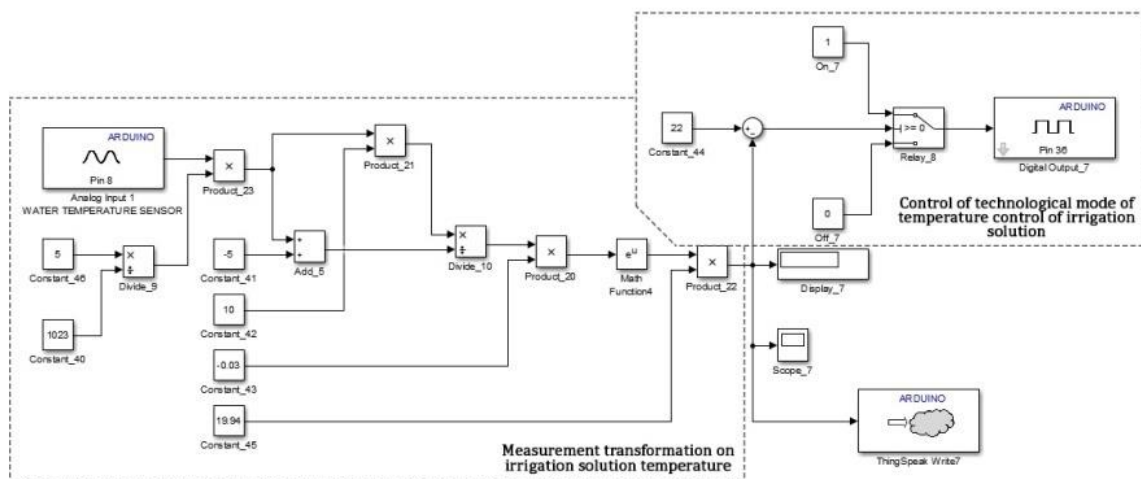 1
On_7
ARDUINO
Pin 36
Digital Output_7
22
Constant_44
+
-
>= 0
Relay_8
0
Off_7
Control of technological mode of
temperature control of irrigation
solution
ARDUINO
Pin 8
Analog Input 1
WATER TEMPERATURE SENSOR
×
Product_23
×
Product_21
5
Constant_46
×
÷
Divide_9
1023
Constant_40
-5
Constant_41
+
+
Add_5
×
÷
Divide_10
×
Product_20
e^u
Math
Function4
×
Product_22
10
Constant_42
-0.03
Constant_43
19.94
Constant_45
Display_7
Scope_7
ARDUINO
ThingSpeak Write7
Measurement transformation on
irrigation solution temperature